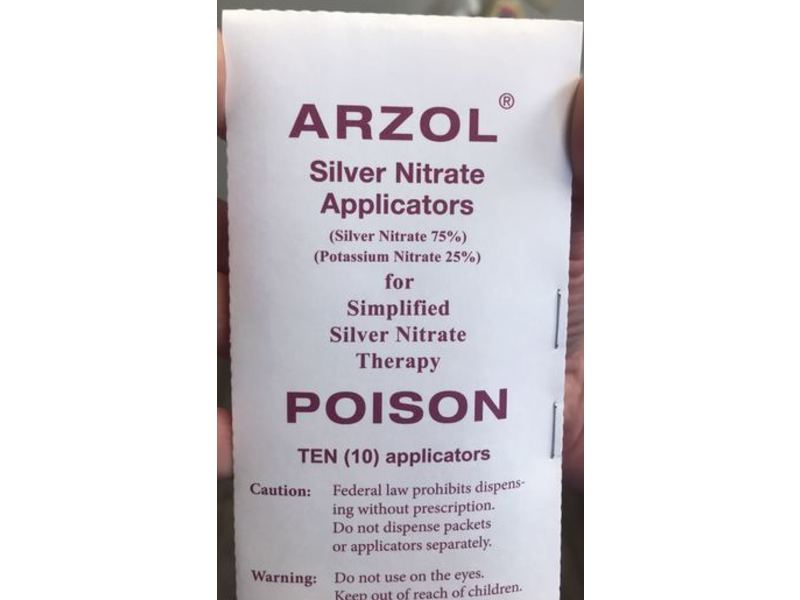 ARZOL®
Silver Nitrate
Applicators
(Silver Nitrate 75%)
(Potassium Nitrate 25%)
for
Simplified
Silver Nitrate
Therapy
POISON
TEN (10) applicators
Caution: Federal law prohibits dispens-
ing without prescription.
Do not dispense packets
or applicators separately.
Warning: Do not use on the eyes.
Keep out of reach of children.